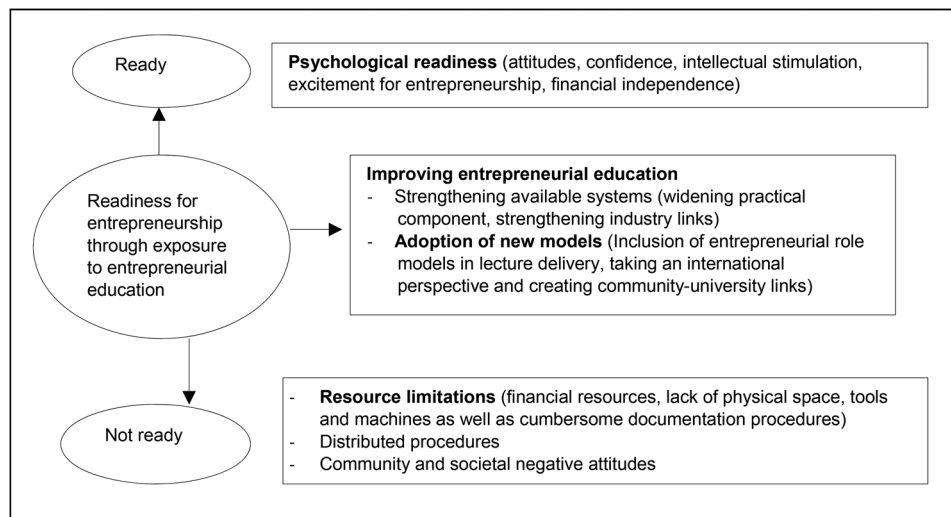 Ready
Psychological readiness (attitudes, confidence, intellectual stimulation,
excitement for entrepreneurship, financial independence)
Readiness for
entrepreneurship
through exposure
to entrepreneurial
education
Improving entrepreneurial education
- Strengthening available systems (widening practical
component, strengthening industry links)
- Adoption of new models (Inclusion of entrepreneurial role
models in lecture delivery, taking an international
perspective and creating community-university links)
Not ready
- Resource limitations (financial resources, lack of physical space, tools
and machines as well as cumbersome documentation procedures)
- Distributed procedures
- Community and societal negative attitudes